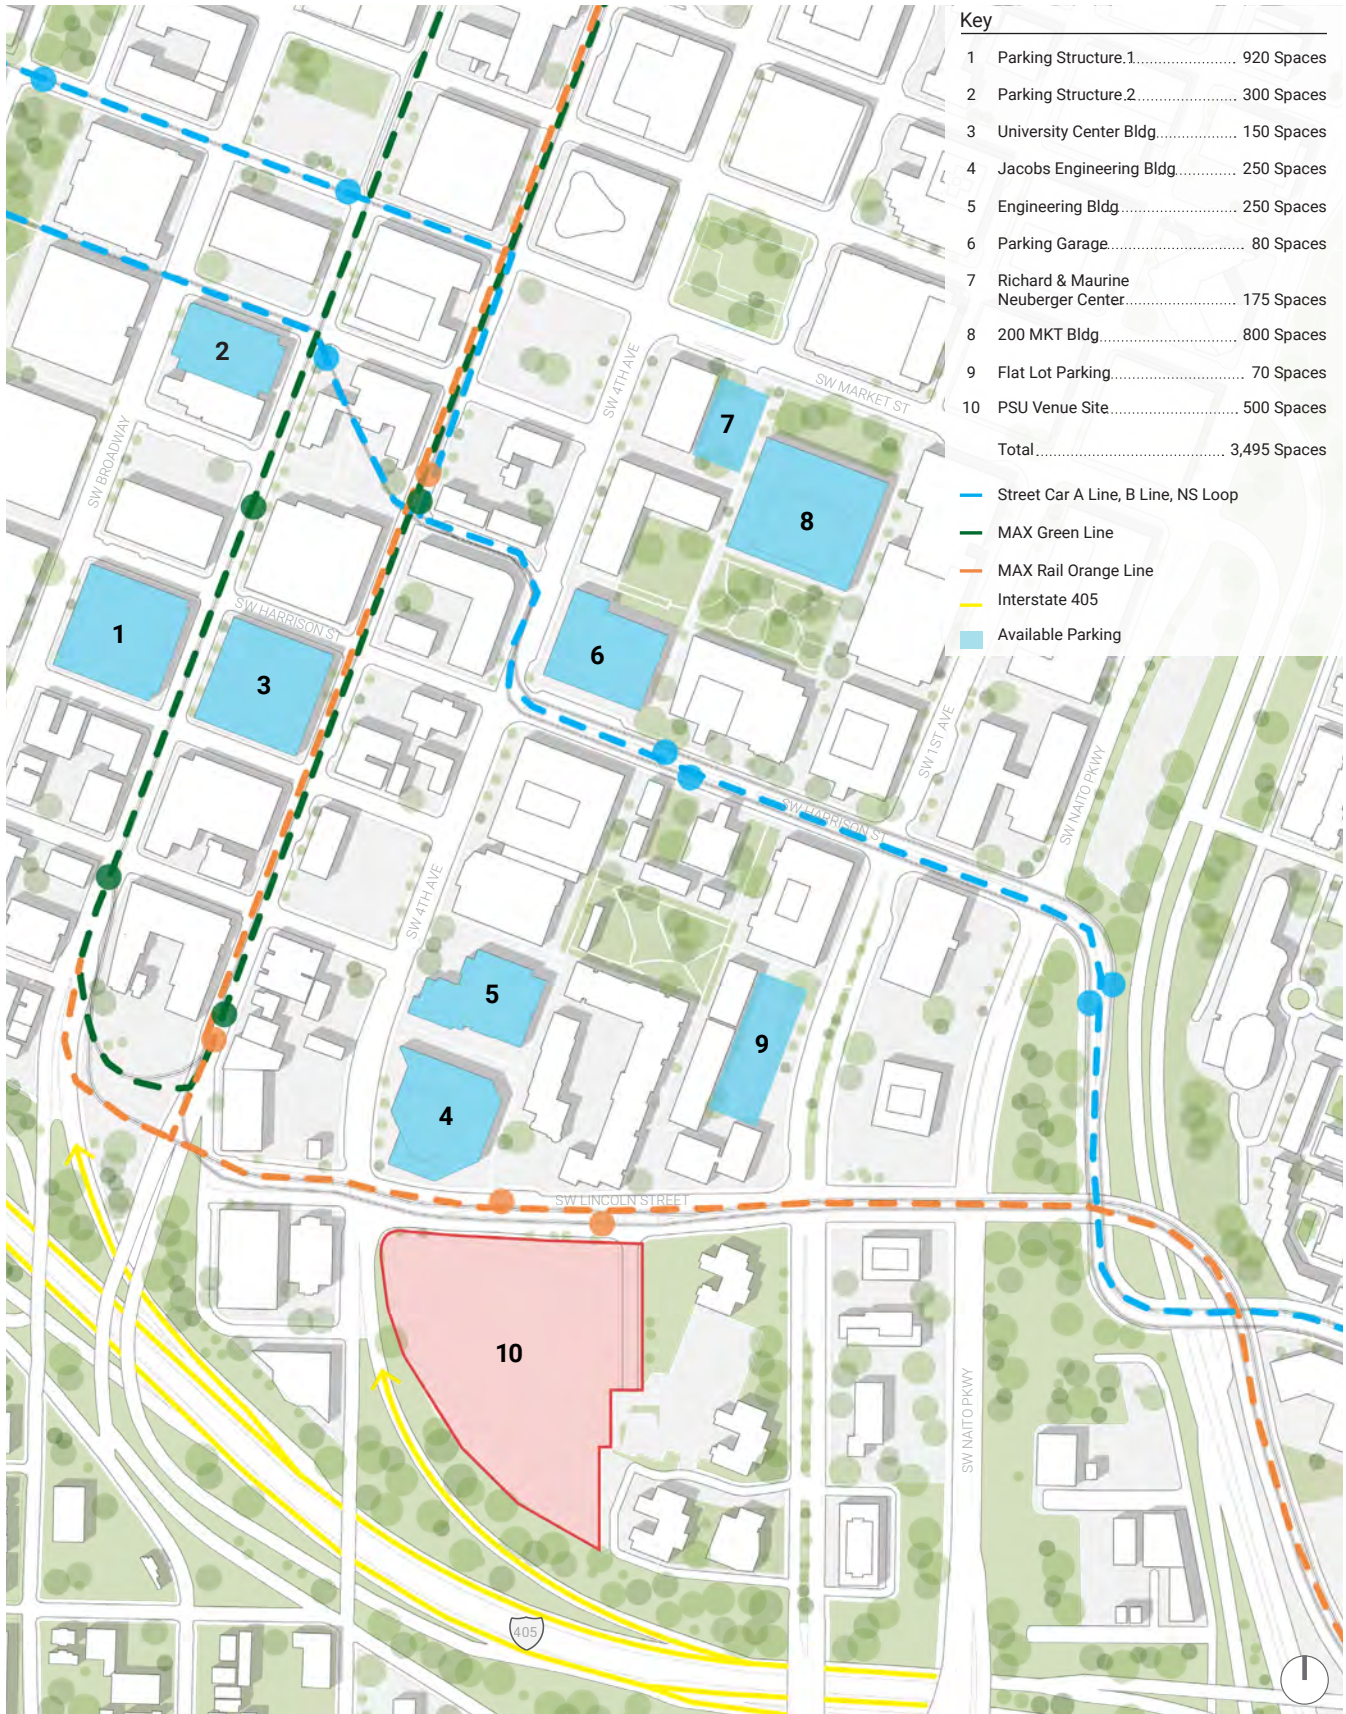 Key
1 Parking Structure 1 920 Spaces
2 Parking Structure 2 300 Spaces
3 University Center Bldg 150 Spaces
4 Jacobs Engineering Bldg 250 Spaces
5 Engineering Bldg 250 Spaces
6 Parking Garage 80 Spaces
7 Richard & Maurine
Neuberger Center 175 Spaces
8 200 MKT Bldg 800 Spaces
9 Flat Lot Parking 70 Spaces
10 PSU Venue Site 500 Spaces
Total 3,495 Spaces
Street Car A Line, B Line, NS Loop
MAX Green Line
MAX Rail Orange Line
Interstate 405
Available Parking
2
SW 4TH AVE
SW MARKET ST
7
SW BROADWAY
8
SW HARRISON ST
1
6
3
SW 1ST AVE
SW NAITO PKWY
SW HARRISON ST
SW 4TH AVE
5
9
4
SW LINCOLN STREET
10
SW NAITO PKWY
405